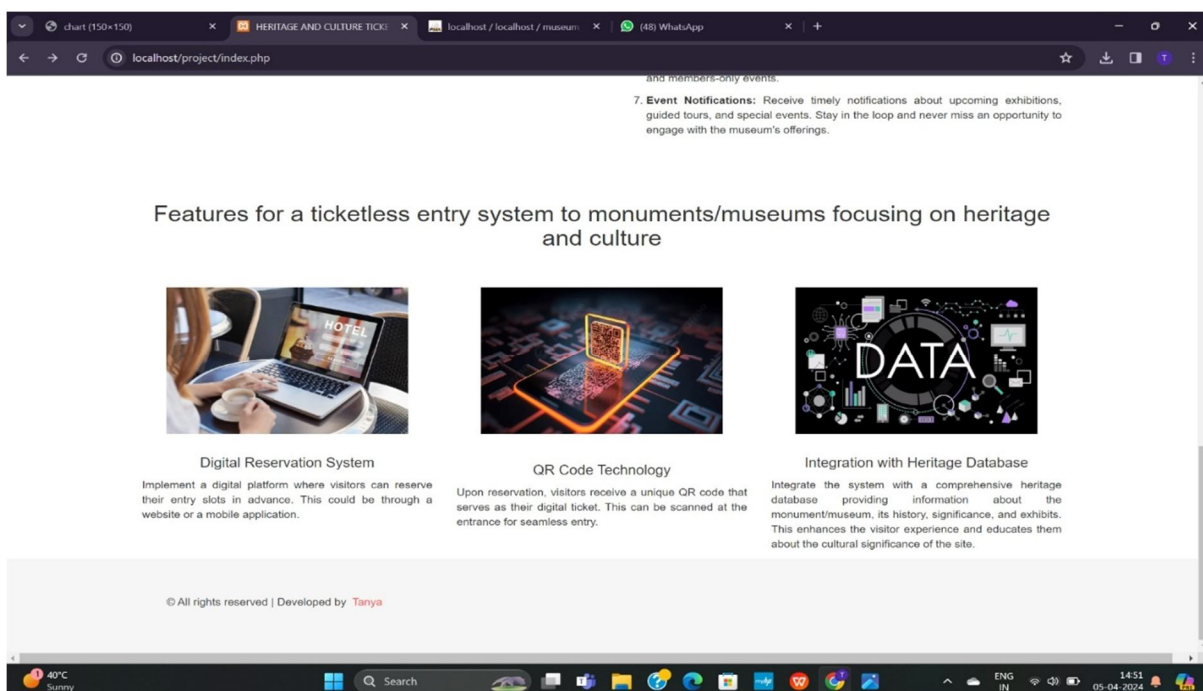 chart (150×150)
HERITAGE AND CULTURE TICKE
localhost / localhost / museum
(48) WhatsApp
localhost/project/index.php
T
and members-only events.
7. Event Notifications: Receive timely notifications about upcoming exhibitions,
guided tours, and special events. Stay in the loop and never miss an opportunity to
engage with the museum's offerings.
Features for a ticketless entry system to monuments/museums focusing on heritage
and culture
HOTEL
DATA
Digital Reservation System
Implement a digital platform where visitors can reserve
their entry slots in advance. This could be through a
website or a mobile application.
QR Code Technology
Upon reservation, visitors receive a unique QR code that
serves as their digital ticket. This can be scanned at the
entrance for seamless entry.
Integration with Heritage Database
Integrate the system with a comprehensive heritage
database providing information about the
monument/museum, its history, significance, and exhibits.
This enhances the visitor experience and educates them
about the cultural significance of the site.
© All rights reserved | Developed by Tanya
1
40°C
Sunny
Search
ENG
IN
14:51
05-04-2024